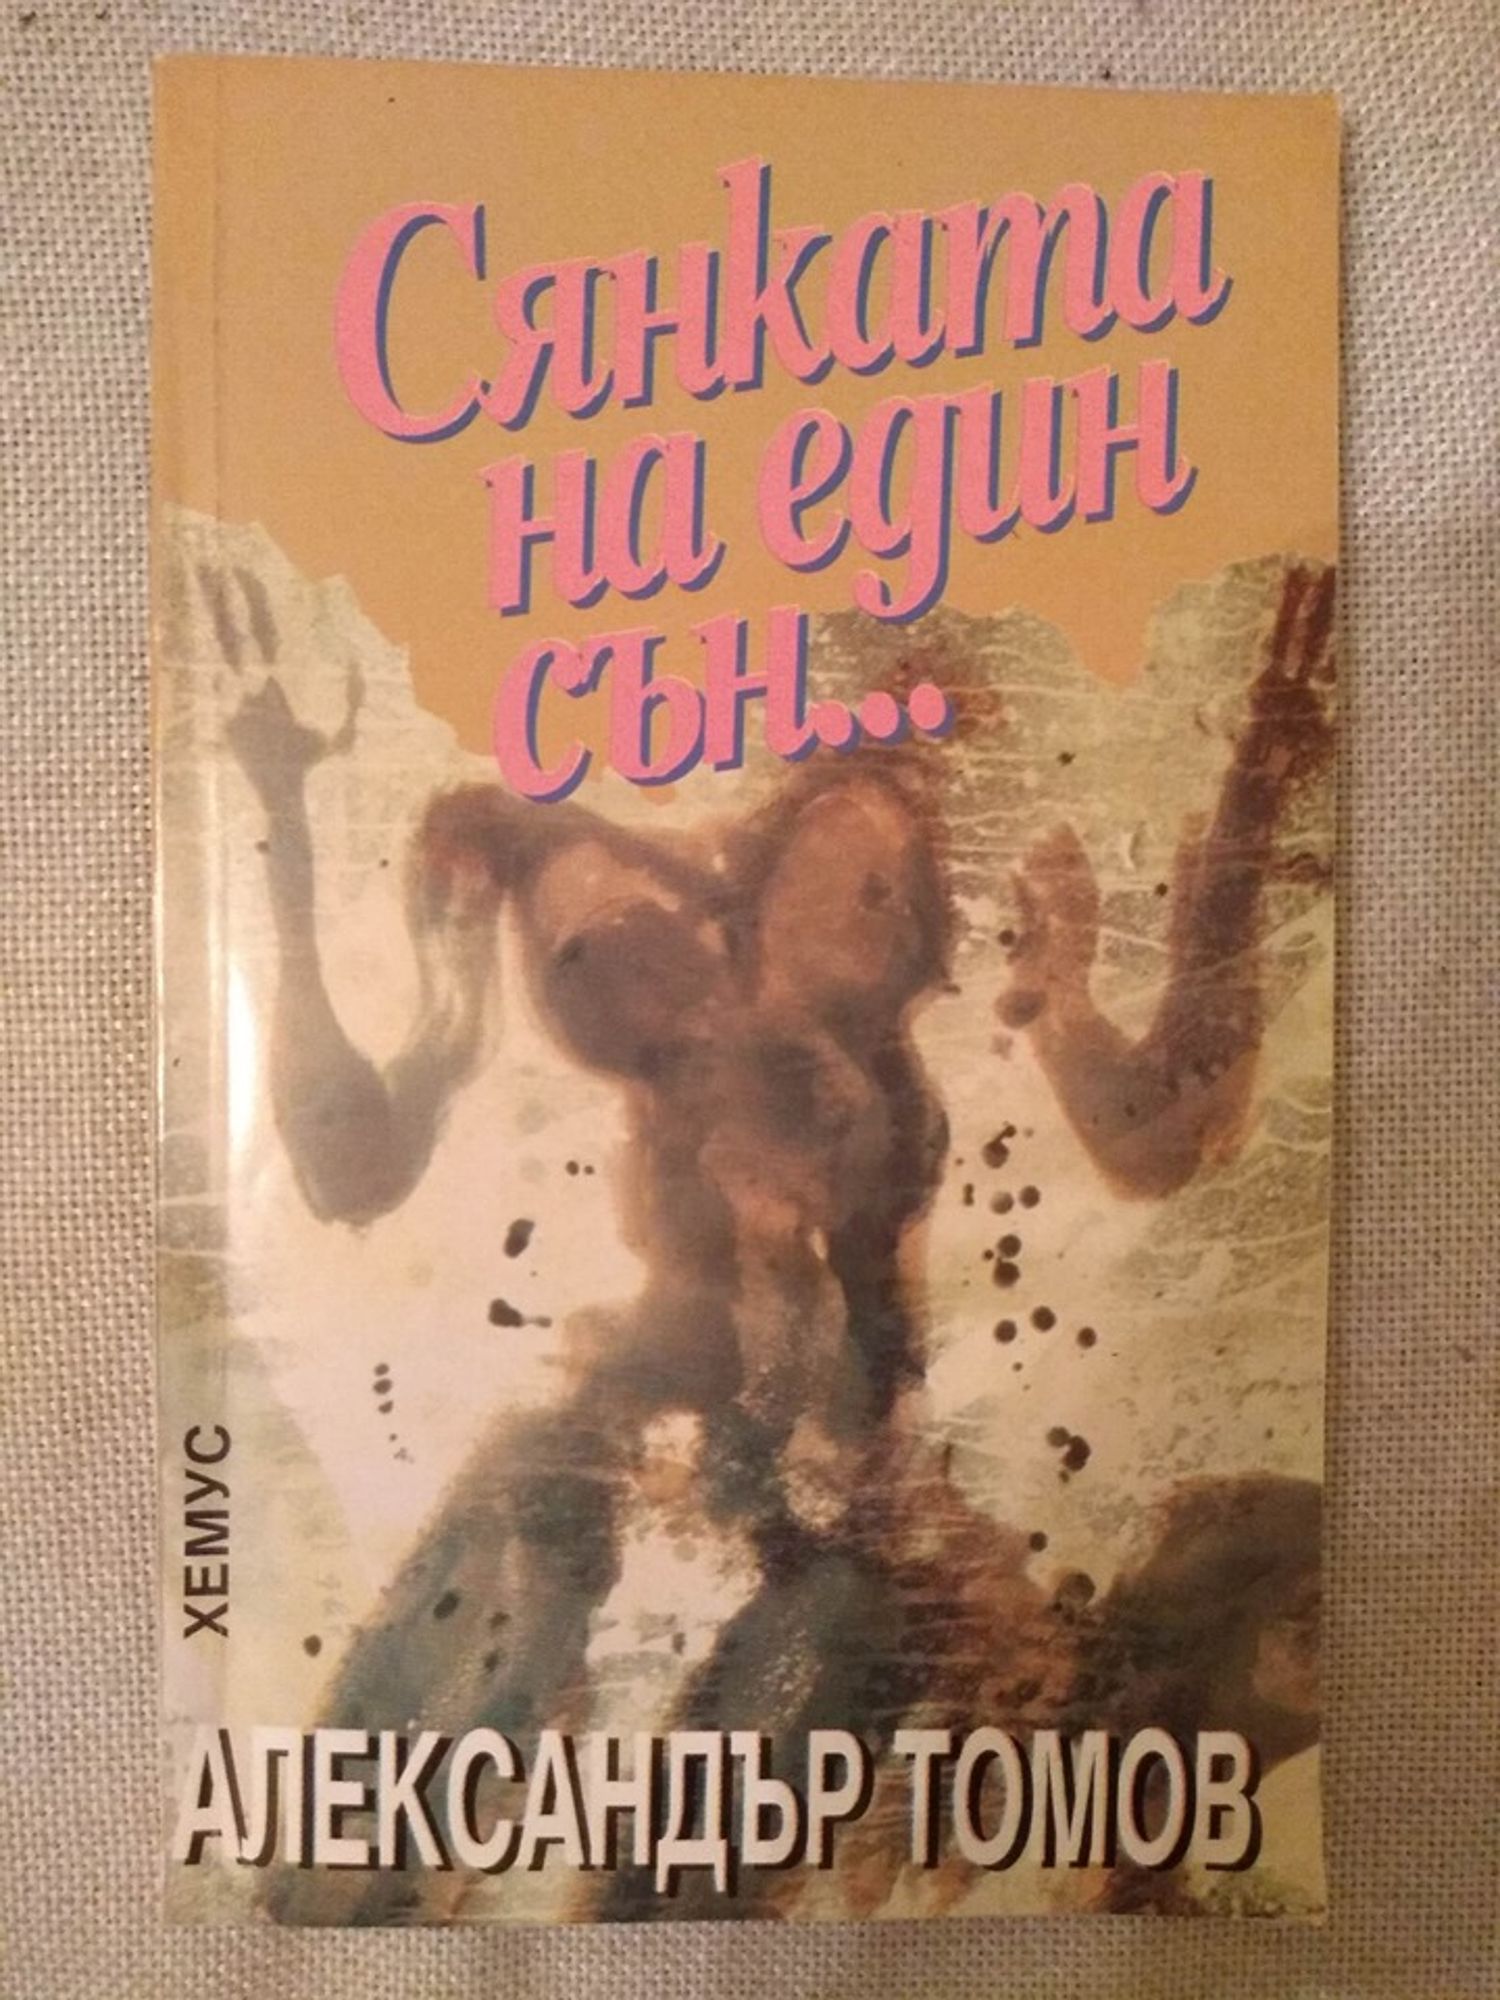 Сянката
на един
сън...
ХЕМУС
АЛЕКСАНДЪР ТОМОВ